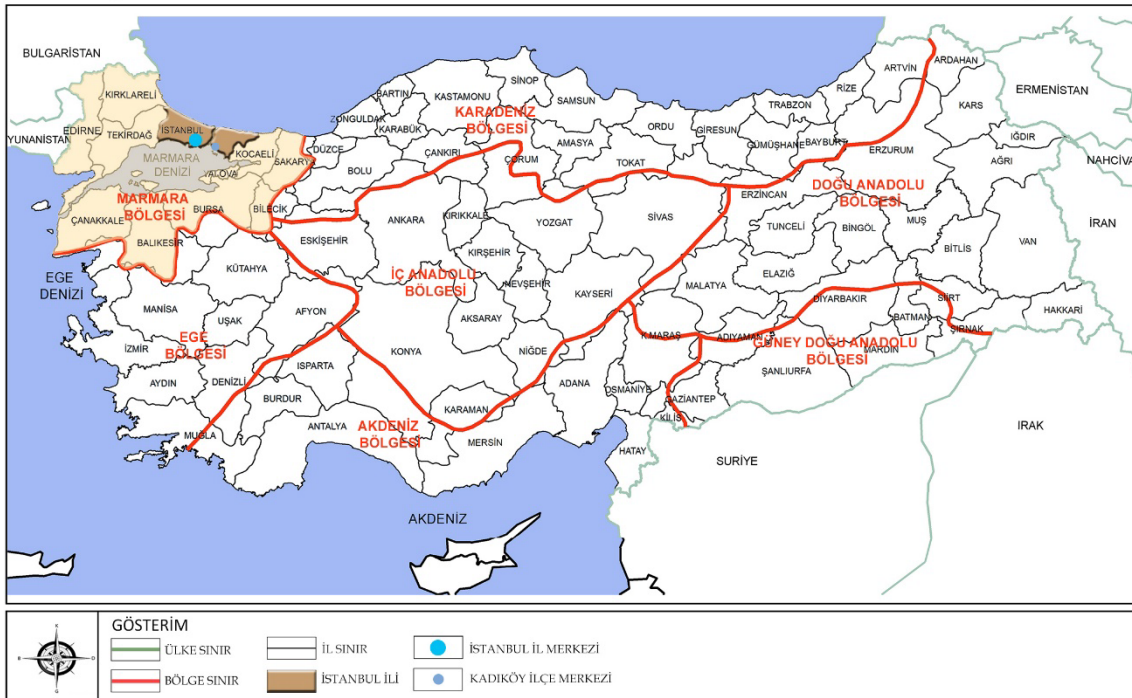 BULGARİSTAN
YUNANİSTAN
KIRKLARELİ
EDİRNE
TEKİRDAĞ
İSTANBUL
KOCAELİ
SAKARYA
YALOVA
MARMARA
DENİZİ
MARMARA
BÖLGESİ
BURSA
BİLECİK
ÇANAKKALE
BALIKESİR
DÜZCE
ZONGULDAK
BARTIN
KARABÜK
KASTAMONU
SİNOP
KARADENİZ
BÖLGESİ
SAMSUN
BOLU
ÇANKIRI
ÇORUM
AMASYA
ORDU
TOKAT
GİRESUN
TRABZON
GÜMÜŞHANE
RİZE
BAYBURT
ARTVİN
ARDAHAN
KARS
ERMENİSTAN
IĞDIR
NAHCİVA
AĞRI
ERZURUM
ERZİNCAN
DOĞU ANADOLU
BÖLGESİ
TUNCELİ
BİNGÖL
MUŞ
BİTLİS
VAN
İRAN
ELAZIĞ
MALATYA
DİYARBAKIR
BATMAN
SİİRT
ŞIRNAK
HAKKARİ
ANKARA
KIRIKKALE
YOZGAT
SİVAS
ESKİŞEHİR
KIRŞEHİR
İÇ ANADOLU
BÖLGESİ
NEVŞEHİR
KAYSERİ
AKSARAY
KONYA
NİĞDE
KARAMAN
EGE
DENİZİ
KÜTAHYA
MANİSA
UŞAK
AFYON
EGE
BÖLGESİ
İZMİR
AYDIN
DENİZLİ
MUĞLA
ISPARTA
BURDUR
ANTALYA
AKDENİZ
BÖLGESİ
MERSİN
ADANA
OSMANİYE
HATAY
K.MARAŞ
ADIYAMAN
GÜNEY DOĞU ANADOLU
BÖLGESİ
MARDİN
ŞANLIURFA
GAZİANTEP
KİLİS
SURİYE
IRAK
AKDENİZ
GÖSTERİM
ÜLKE SINIR
İL SINIR
İSTANBUL İL MERKEZİ
BÖLGE SINIR
İSTANBUL İLİ
KADIKÖY İLÇE MERKEZİ